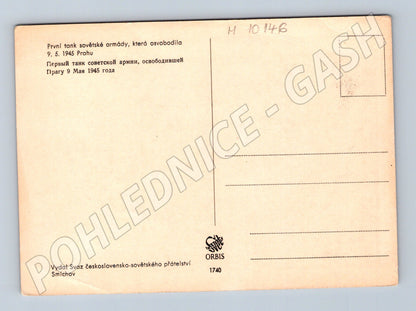 M 10146
První tank sovětské armády, která osvobodila
9. 5. 1945 Prahu
Первый танк советской армии, освободившей
Прагу 9 Мая 1945 года
POHLEDNICE - GASH
ORBIS
1740
Vydal Svaz československo-sovětského přátelství
Smíchov